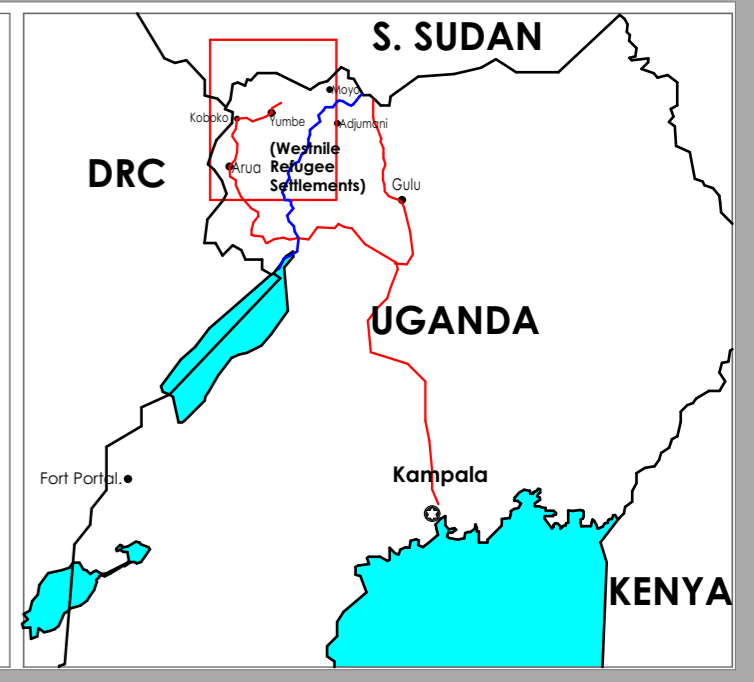 S. SUDAN
Moyo
Koboko
Yumbe
Adjumani
(Westnile
Refugee
Settlements)
DRC
Arua
Gulu
UGANDA
Kampala
Fort Portal.
KENYA